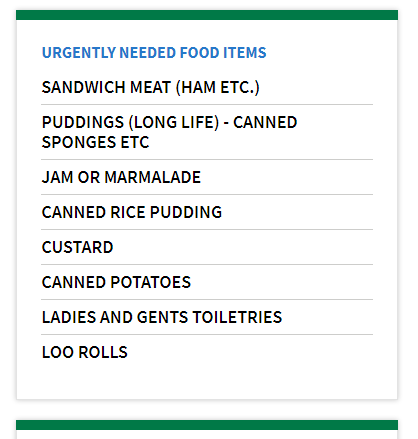 URGENTLY NEEDED FOOD ITEMS
SANDWICH MEAT (HAM ETC.)
PUDDINGS (LONG LIFE) - CANNED
SPONGES ETC
JAM OR MARMALADE
CANNED RICE PUDDING
CUSTARD
CANNED POTATOES
LADIES AND GENTS TOILETRIES
LOO ROLLS